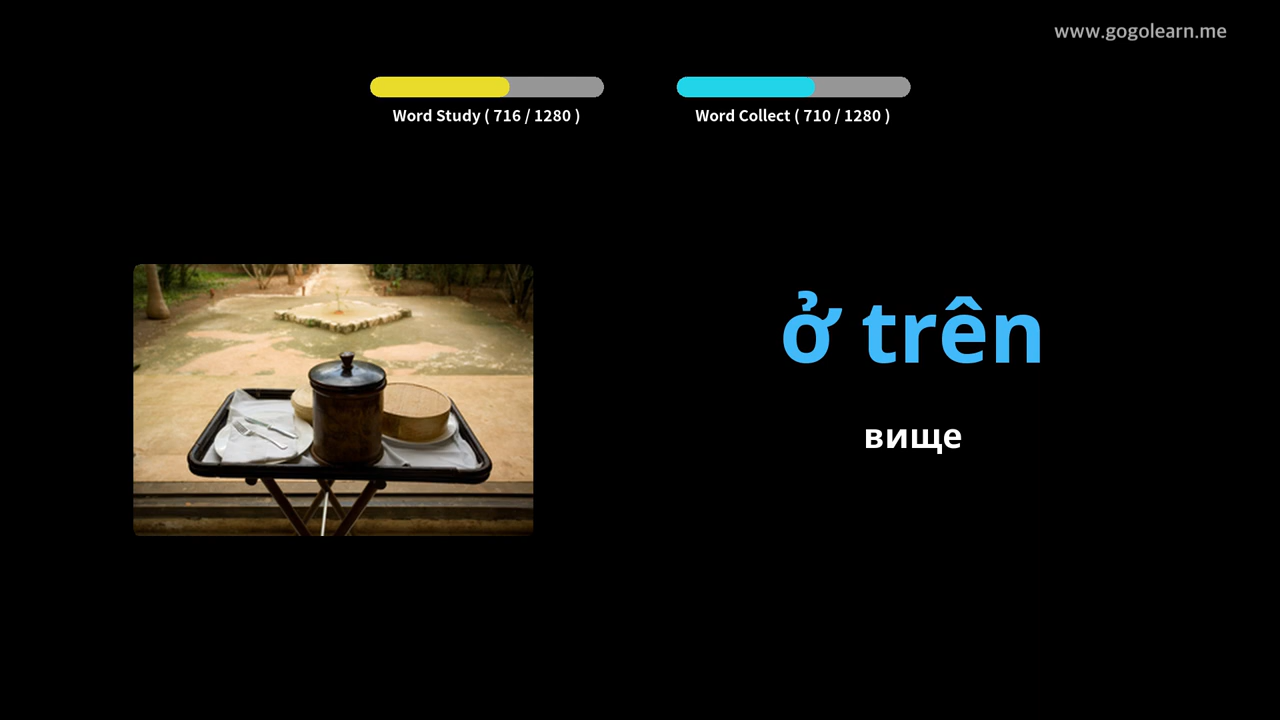 www.gogolearn.me
Word Study ( 716 / 1280 )
Word Collect ( 710 / 1280 )
ở trên
вище